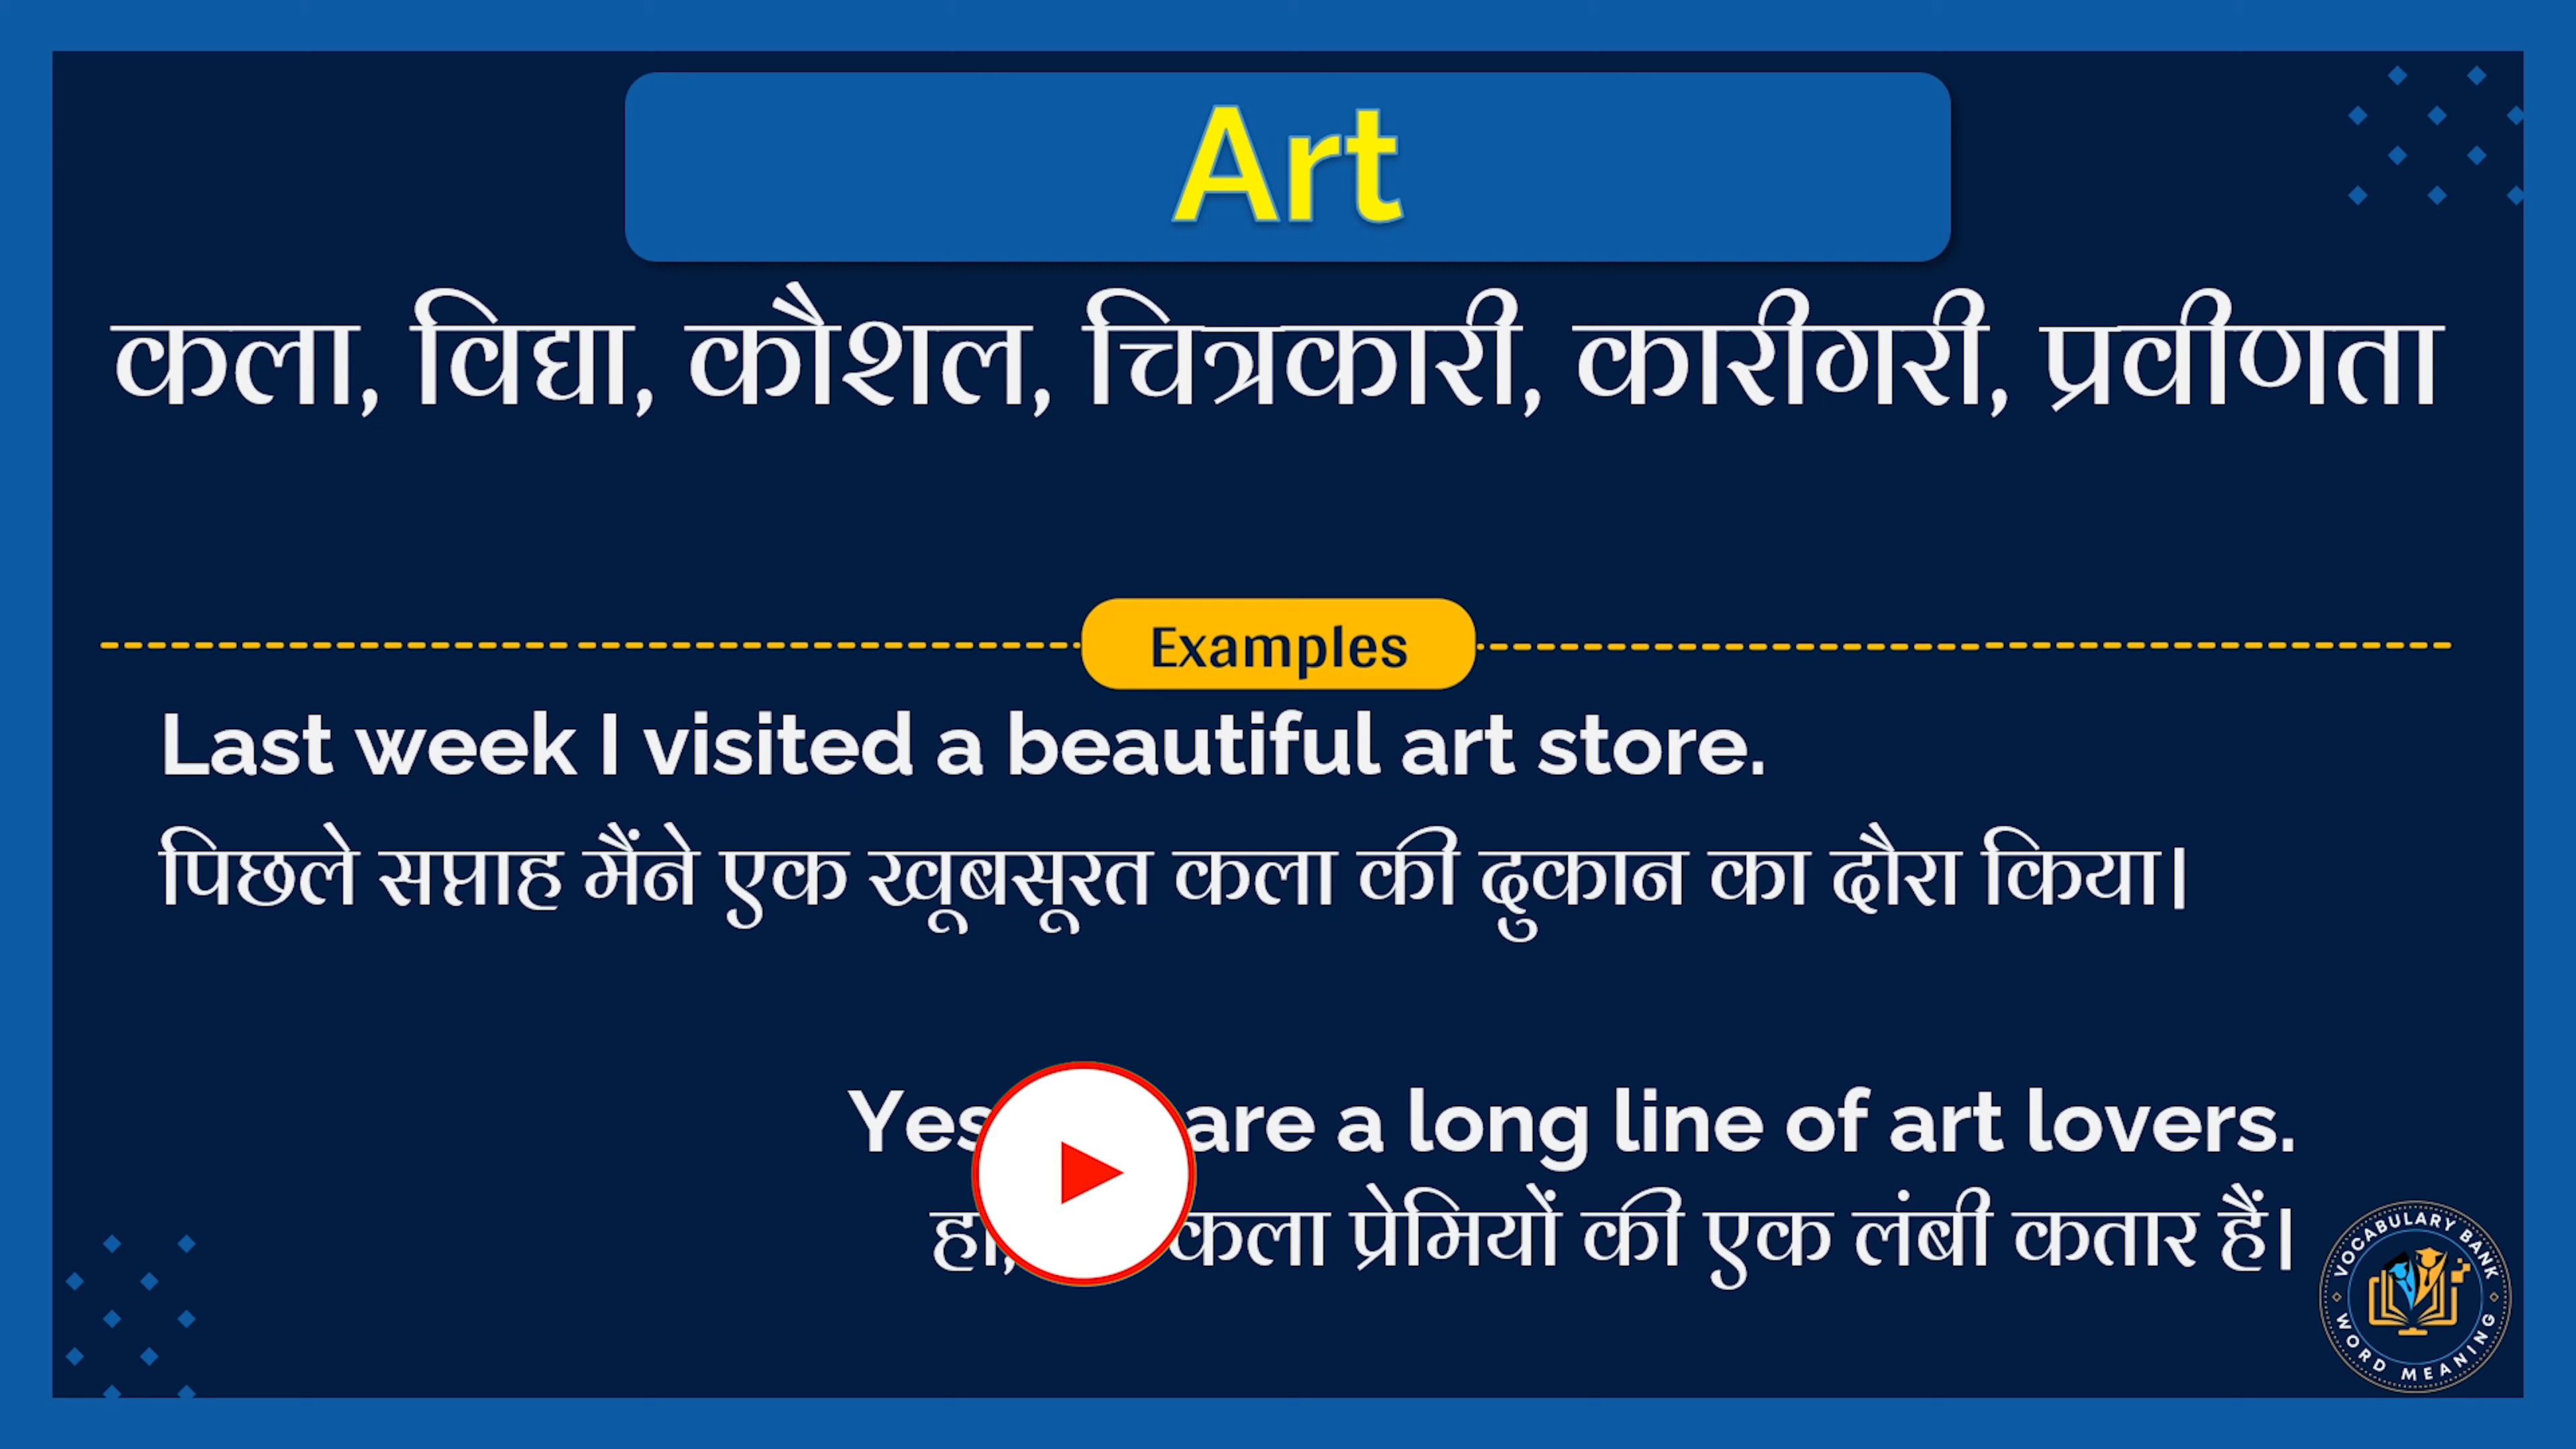 Art
कला, विद्या, कौशल, चित्रकारी, कारीगरी, प्रवीणता
Examples
Last week I visited a beautiful art store.
पिछले सप्ताह मैंने एक खूबसूरत कला की दुकान का दौरा किया।
Yes are a long line of art lovers.
कला प्रेमियों की एक लंबी कतार हैं।
VOCABULARY BANK
WORD MEANING